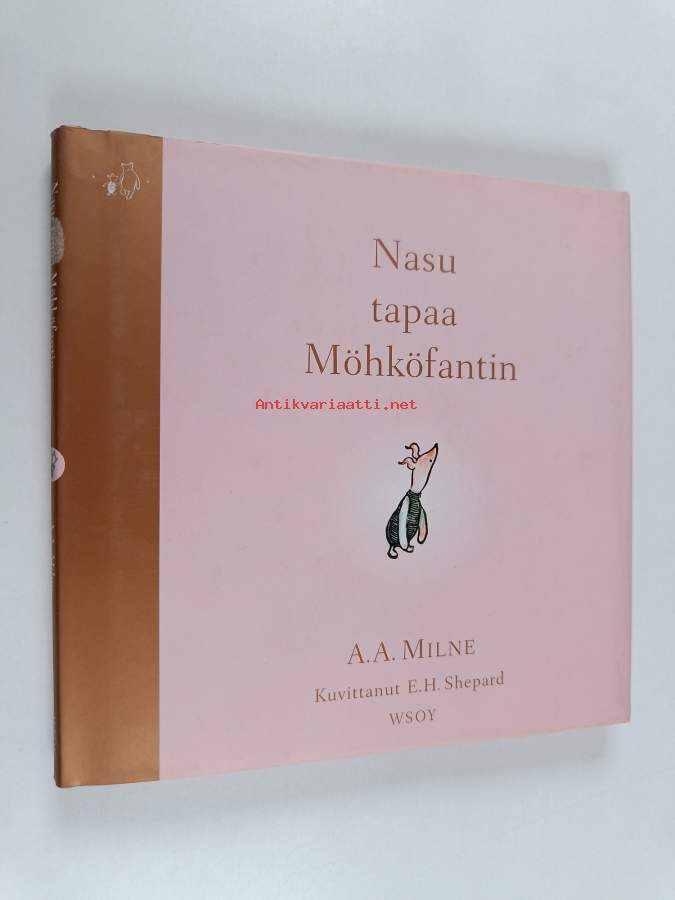 Nasu
tapaa
Möhköfantin
Antikvariaatti.net
A.A. MILNE
Kuvittanut E.H. Shepard
WSOY